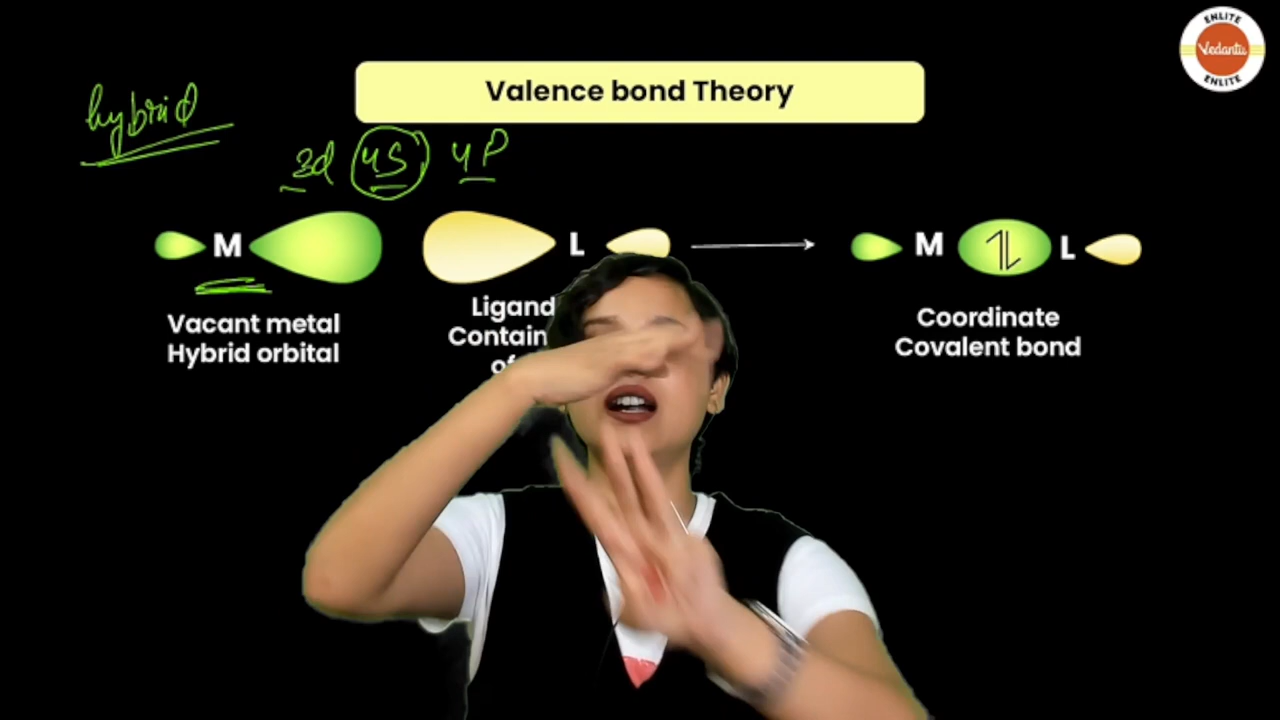 ENLITE
Vedantu
ENLITE
Valence bond Theory
hybrid
3d 4S 4P
M L M L
Vacant metal
Hybrid orbital
Ligand
Contain
of
Coordinate
Covalent bond